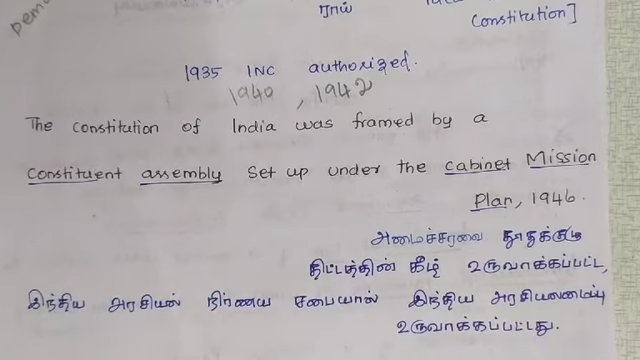 ராய்
Constitution]
1935 INC authorized.
1940, 1942
The constitution of India was framed by a
constituent assembly set up under the cabinet Mission
Plan, 1946.
அமைச்சரவை தூதுக்குழு
திட்டத்தின் கீழ் உருவாக்கப்பட்ட,
இந்திய அரசியல் நிர்ணய சபையால் இந்திய அரசியலமைப்பு
உருவாக்கப்பட்டது.